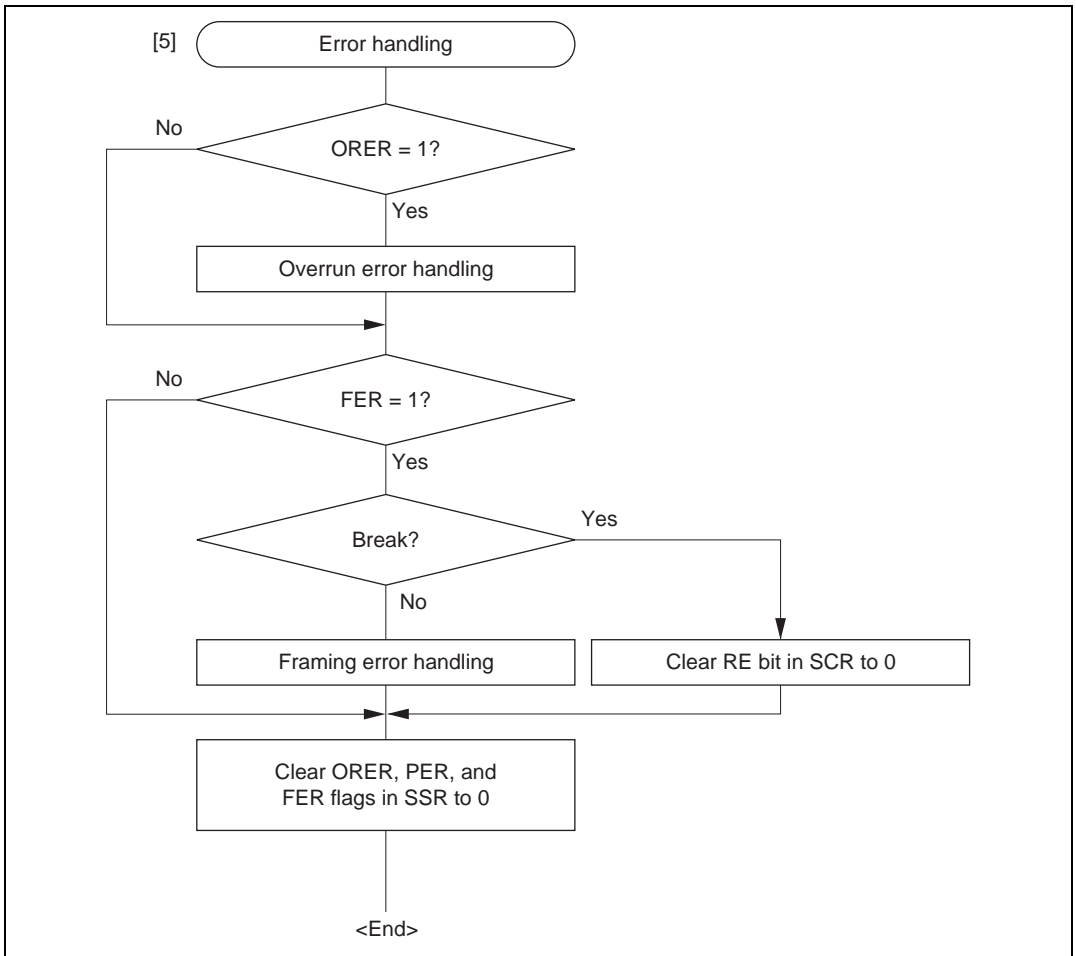 [5] Error handling
No
ORER = 1?
Yes
Overrun error handling
No
FER = 1?
Yes
Break?
Yes
No
Framing error handling
Clear RE bit in SCR to 0
Clear ORER, PER, and
FER flags in SSR to 0
<End>